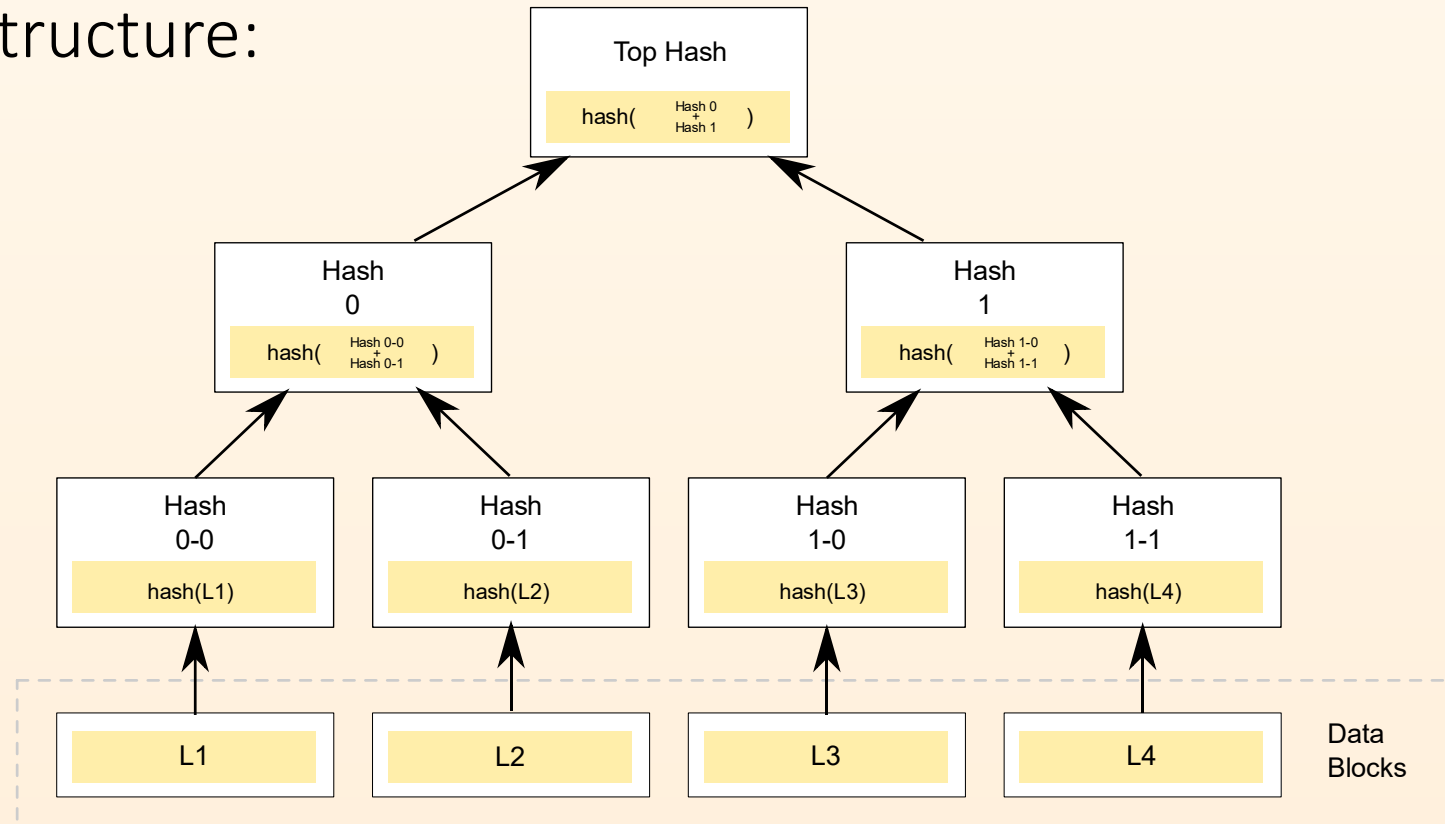 tructure:
Top Hash
hash( Hash 0 + Hash 1 )
Hash
0
hash( Hash 0-0 + Hash 0-1 )
Hash
1
hash( Hash 1-0 + Hash 1-1 )
Hash
0-0
hash(L1)
Hash
0-1
hash(L2)
Hash
1-0
hash(L3)
Hash
1-1
hash(L4)
L1
L2
L3
L4
Data
Blocks